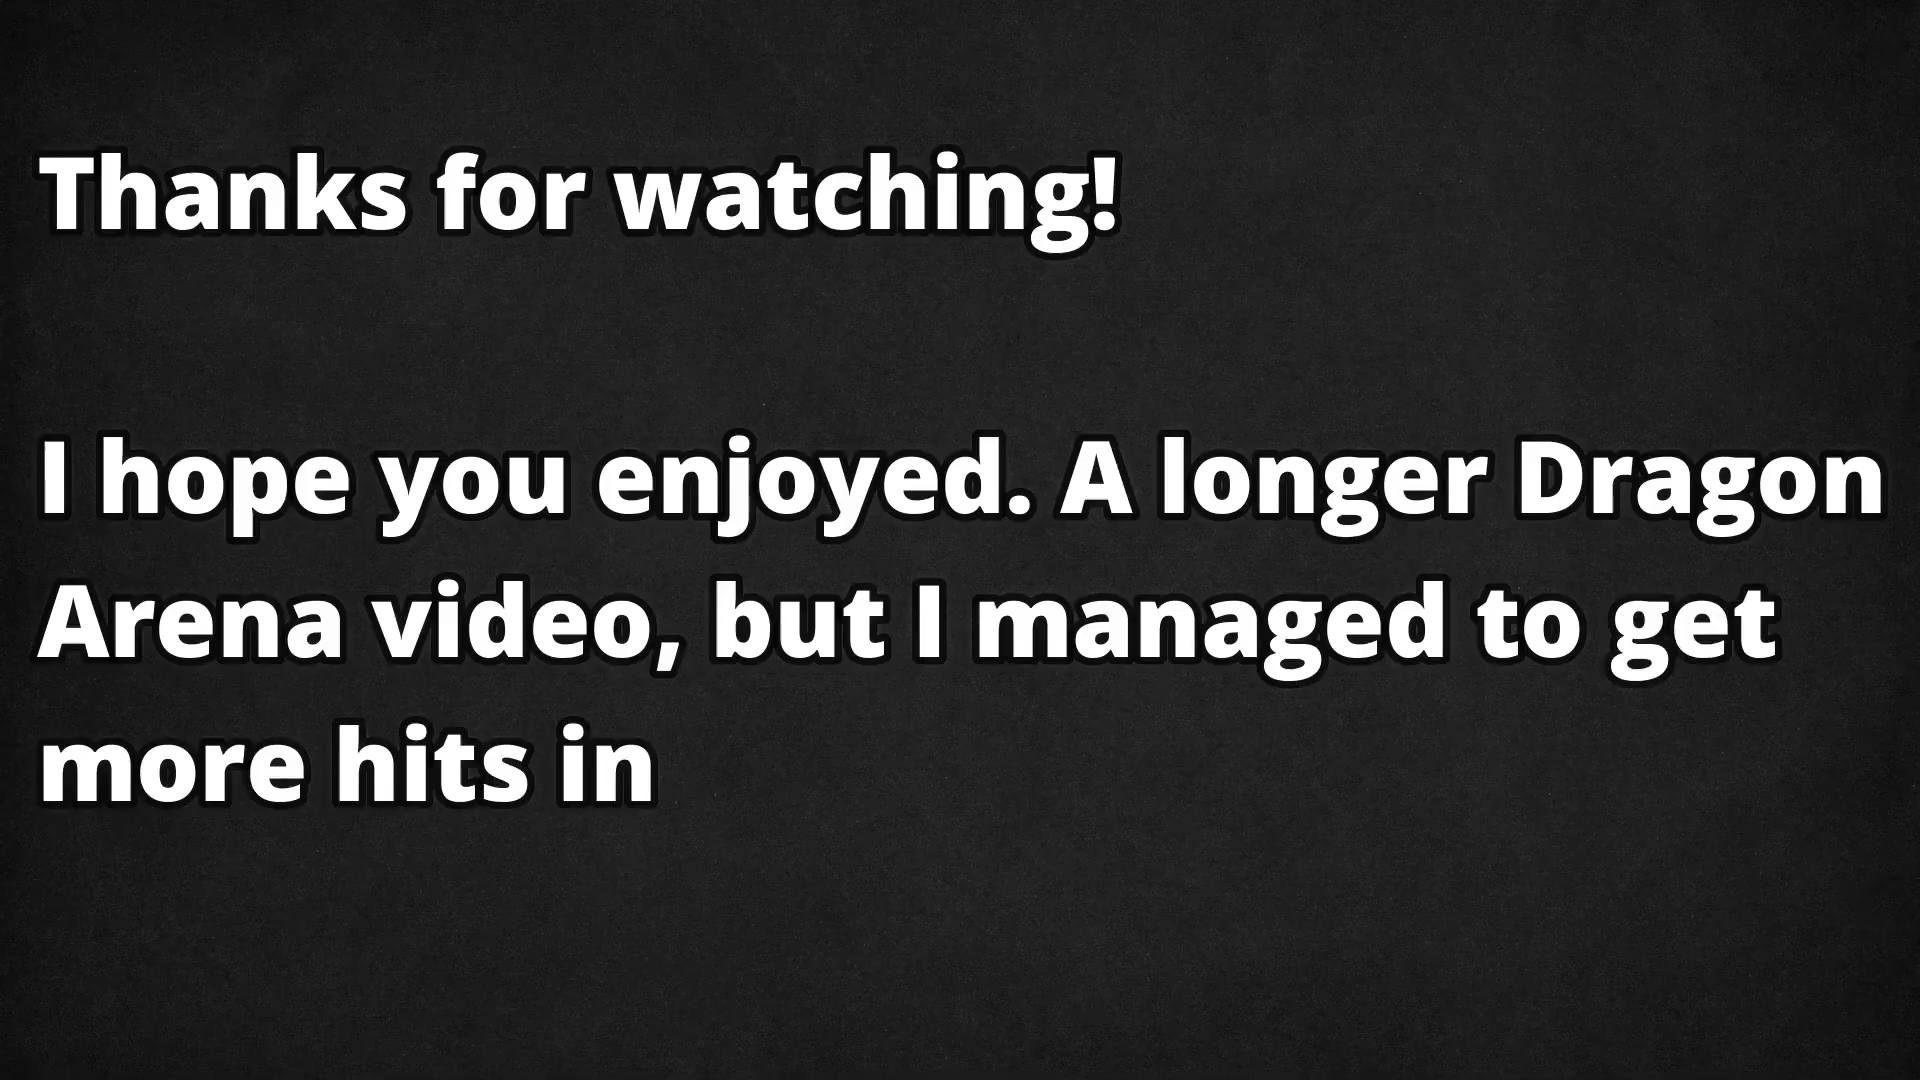 Thanks for watching!
I hope you enjoyed. A longer Dragon
Arena video, but I managed to get
more hits in